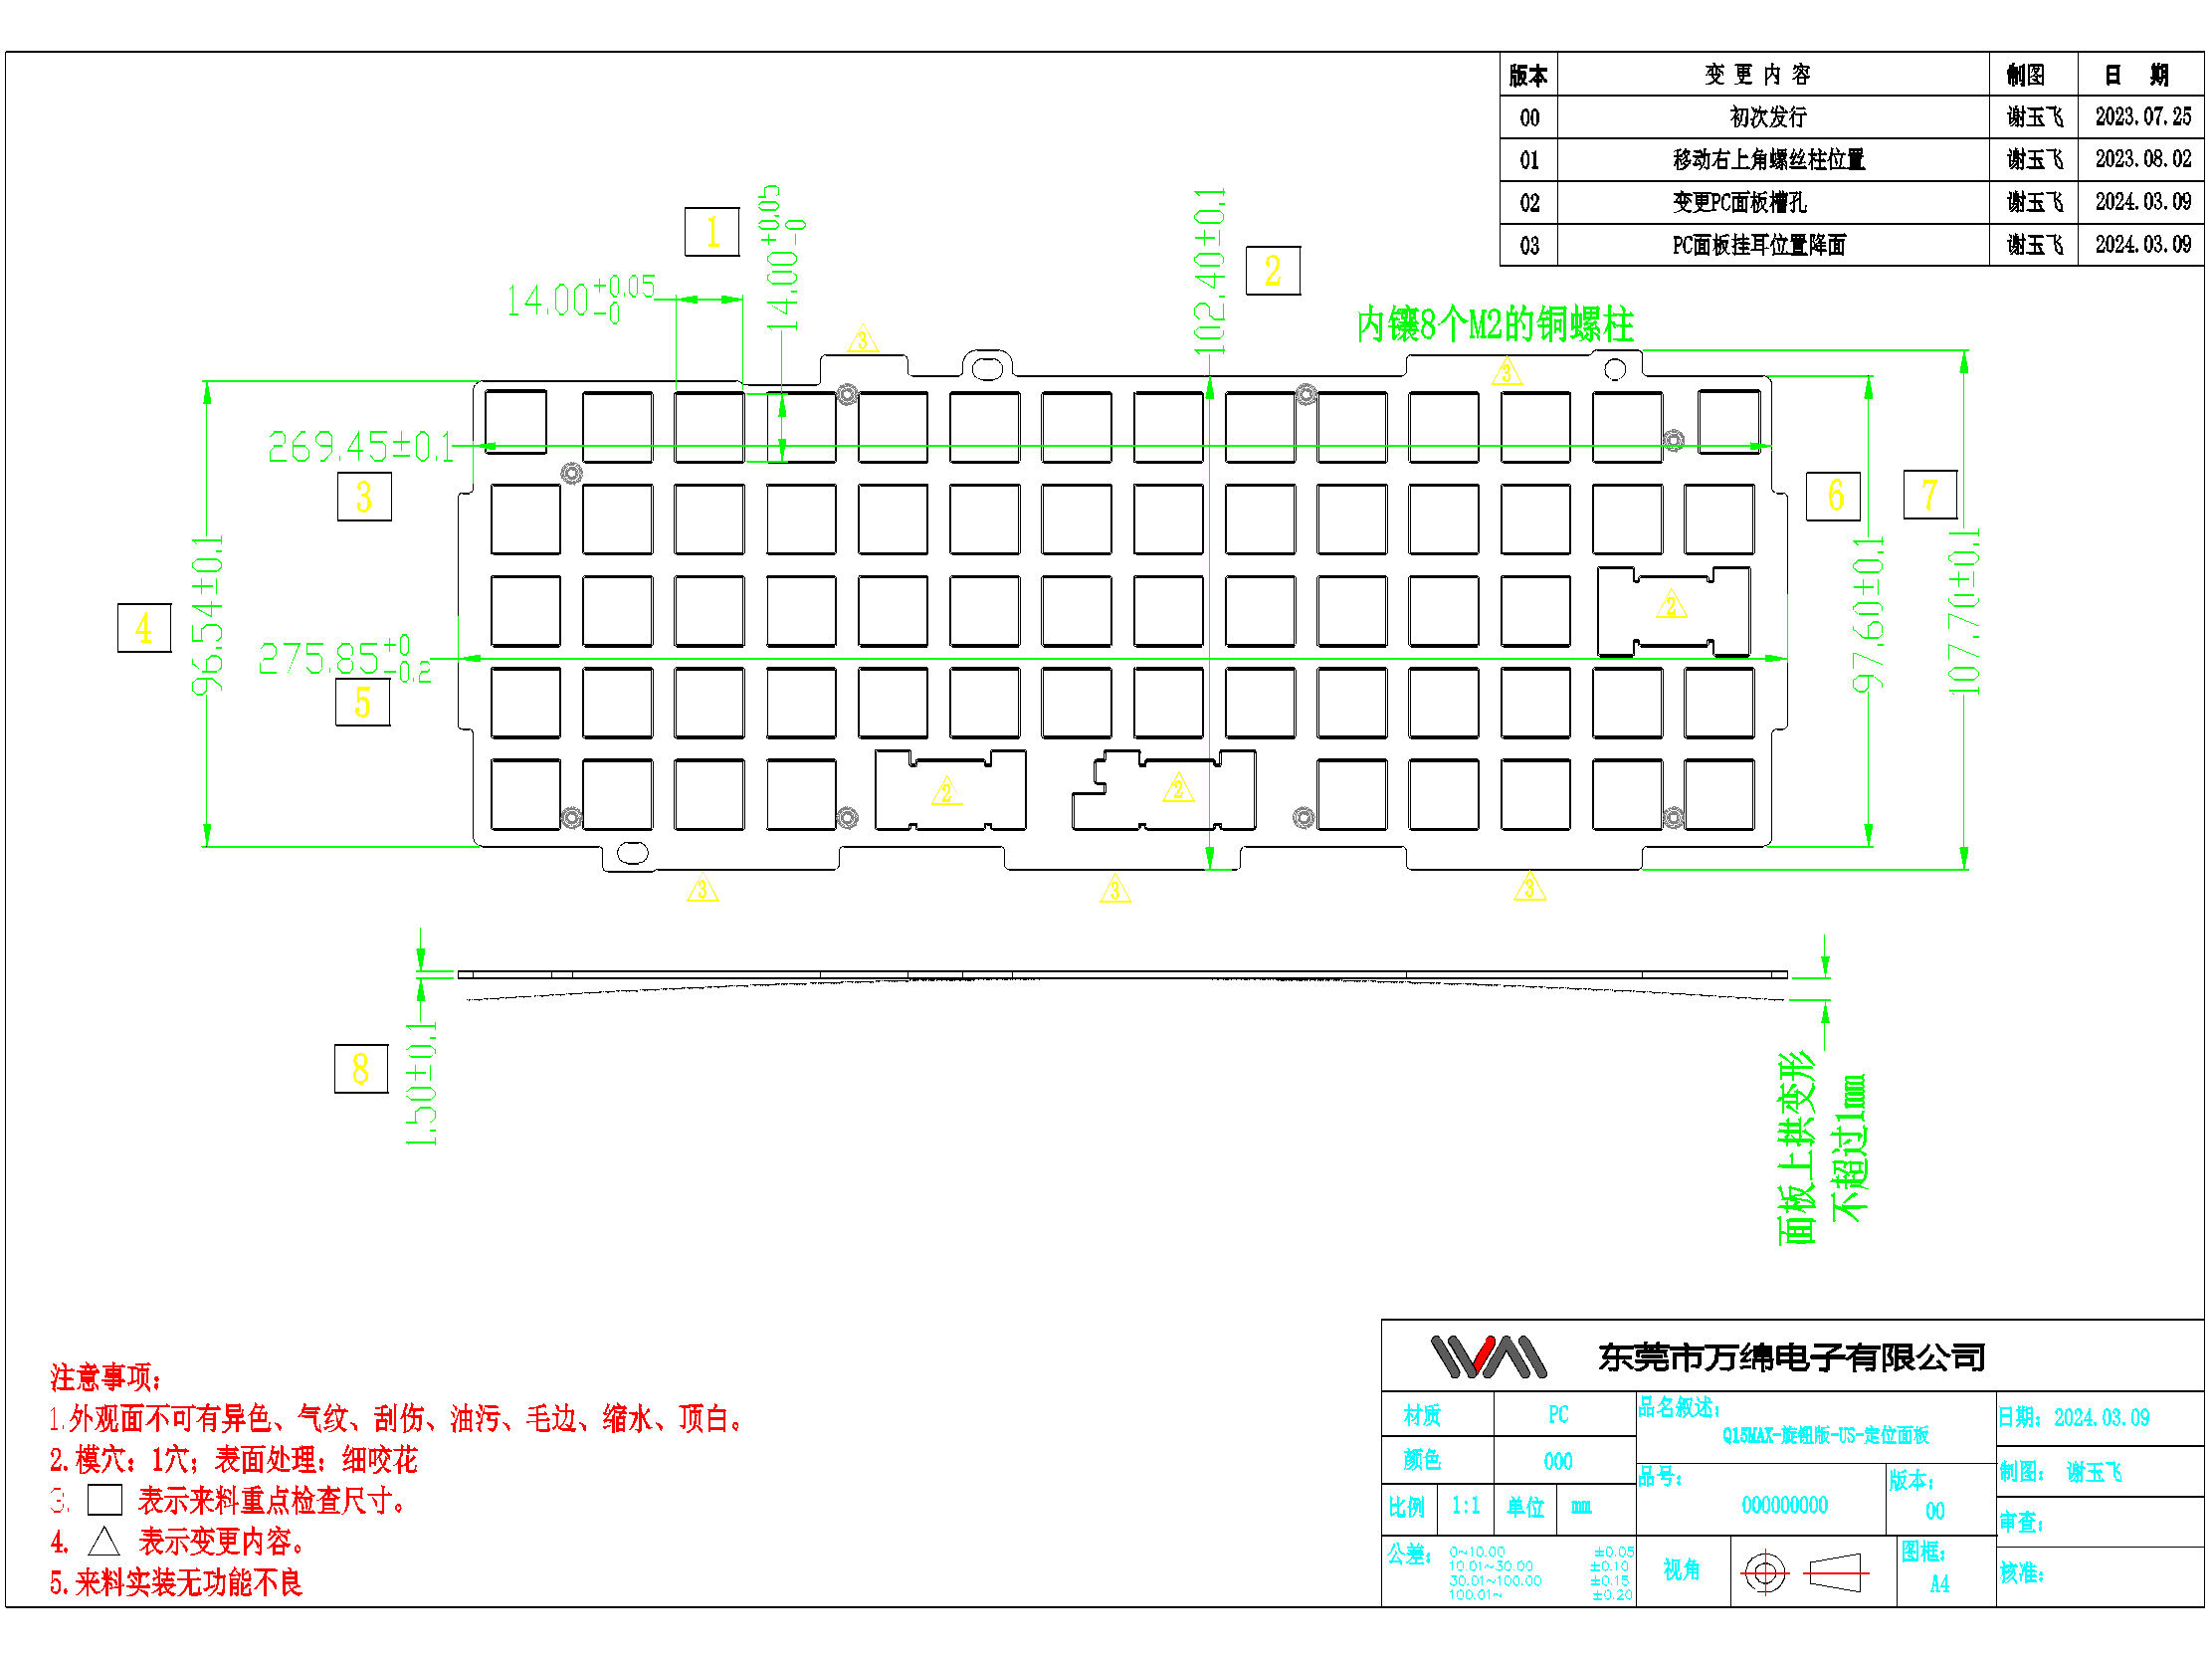 版本 变更内容 制图 日 期
00 初次发行 谢玉飞 2023.07.25
01 移动右上角螺丝柱位置 谢玉飞 2023.08.02
02 变更PC面板槽孔 谢玉飞 2024.03.09
03 PC面板挂耳位置降面 谢玉飞 2024.03.09
1
14.00+0.05 -0
14.00+0.05 -0
102.40±0.1
2
内镶8个M2的铜螺柱
3
3
269.45±0.1
3
96.54±0.1
4
275.85+0 -0.2
5
6
97.60±0.1
7
107.70±0.1
2
2
2
3
3
3
1.50±0.1
8
面板上拱变形
不超过1mm
注意事项:
1.外观面不可有异色、气纹、刮伤、油污、毛边、缩水、顶白。
2.模穴:1穴;表面处理:细咬花
3. 表示来料重点检查尺寸。
4. 表示变更内容。
5.来料实装无功能不良
东莞市万绵电子有限公司
材质 PC
颜色 000
比例 1:1 单位 mm
公差:
0~10.00 ±0.05
10.01~30.00 ±0.10
30.01~100.00 ±0.15
100.01~ ±0.20
品名叙述:
Q15MAX-旋钮版-US-定位面板
品号:
000000000
版本:
00
视角
图框:
A4
日期: 2024.03.09
制图: 谢玉飞
审查:
核准: